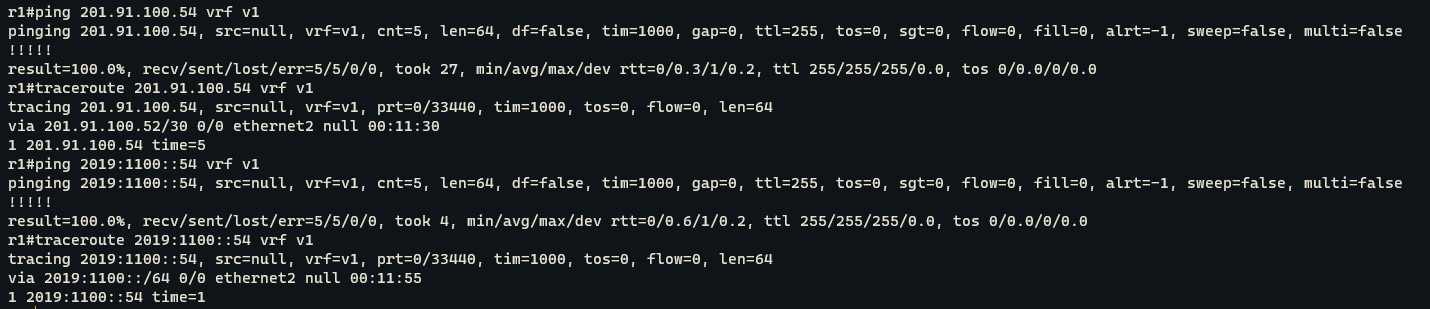 r1#ping 201.91.100.54 vrf v1
pinging 201.91.100.54, src=null, vrf=v1, cnt=5, len=64, df=false, tim=1000, gap=0, ttl=255, tos=0, sgt=0, flow=0, fill=0, alrt=-1, sweep=false, multi=false
!!!!!
result=100.0%, recv/sent/lost/err=5/5/0/0, took 27, min/avg/max/dev rtt=0/0.3/1/0.2, ttl 255/255/255/0.0, tos 0/0.0/0/0.0
r1#traceroute 201.91.100.54 vrf v1
tracing 201.91.100.54, src=null, vrf=v1, prt=0/33440, tim=1000, tos=0, flow=0, len=64
via 201.91.100.52/30 0/0 ethernet2 null 00:11:30
1 201.91.100.54 time=5
r1#ping 2019:1100::54 vrf v1
pinging 2019:1100::54, src=null, vrf=v1, cnt=5, len=64, df=false, tim=1000, gap=0, ttl=255, tos=0, sgt=0, flow=0, fill=0, alrt=-1, sweep=false, multi=false
!!!!!
result=100.0%, recv/sent/lost/err=5/5/0/0, took 4, min/avg/max/dev rtt=0/0.6/1/0.2, ttl 255/255/255/0.0, tos 0/0.0/0/0.0
r1#traceroute 2019:1100::54 vrf v1
tracing 2019:1100::54, src=null, vrf=v1, prt=0/33440, tim=1000, tos=0, flow=0, len=64
via 2019:1100::/64 0/0 ethernet2 null 00:11:55
1 2019:1100::54 time=1